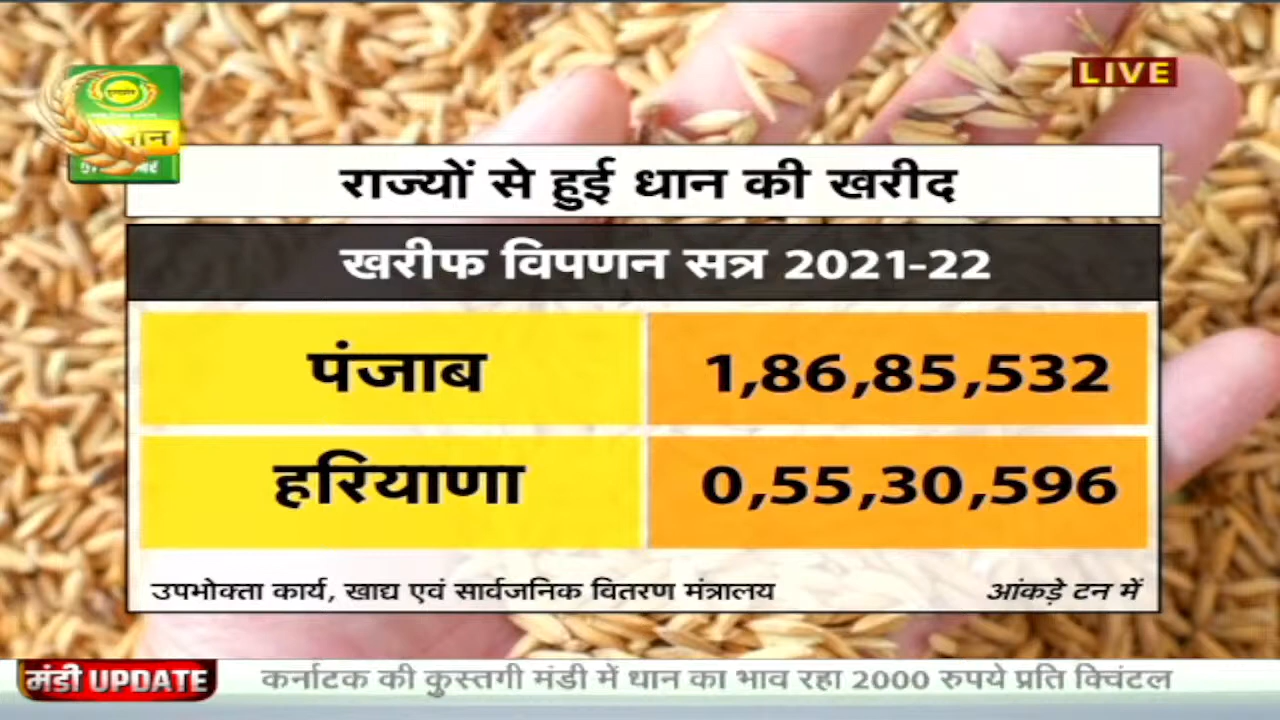 LIVE
राज्यों से हुई धान की खरीद
खरीफ विपणन सत्र 2021-22
पंजाब 1,86,85,532
हरियाणा 0,55,30,596
उपभोक्ता कार्य, खाद्य एवं सार्वजनिक वितरण मंत्रालय आंकड़े टन में
मंडी UPDATE कर्नाटक की कुस्तगी मंडी में धान का भाव रहा 2000 रुपये प्रति क्विंटल